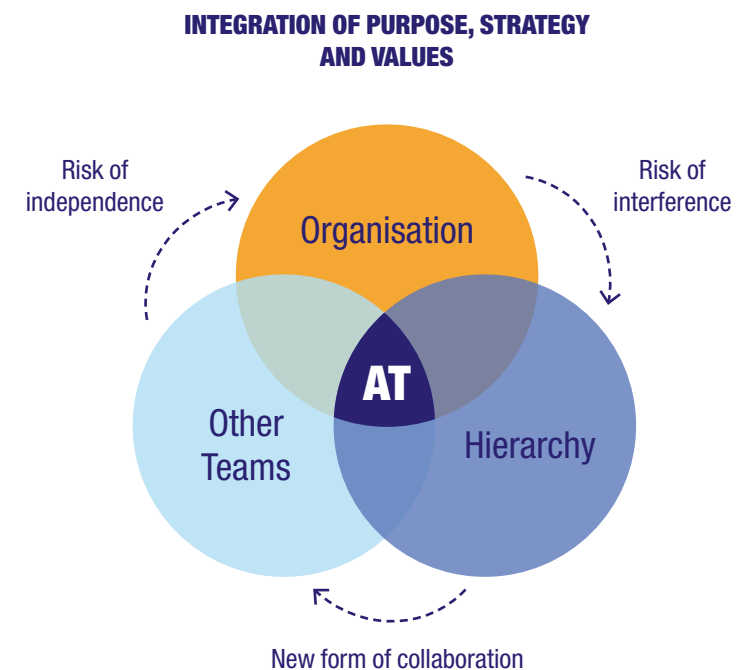 INTEGRATION OF PURPOSE, STRATEGY
AND VALUES
Risk of
independence
Risk of
interference
Organisation
AT
Other
Teams
Hierarchy
New form of collaboration